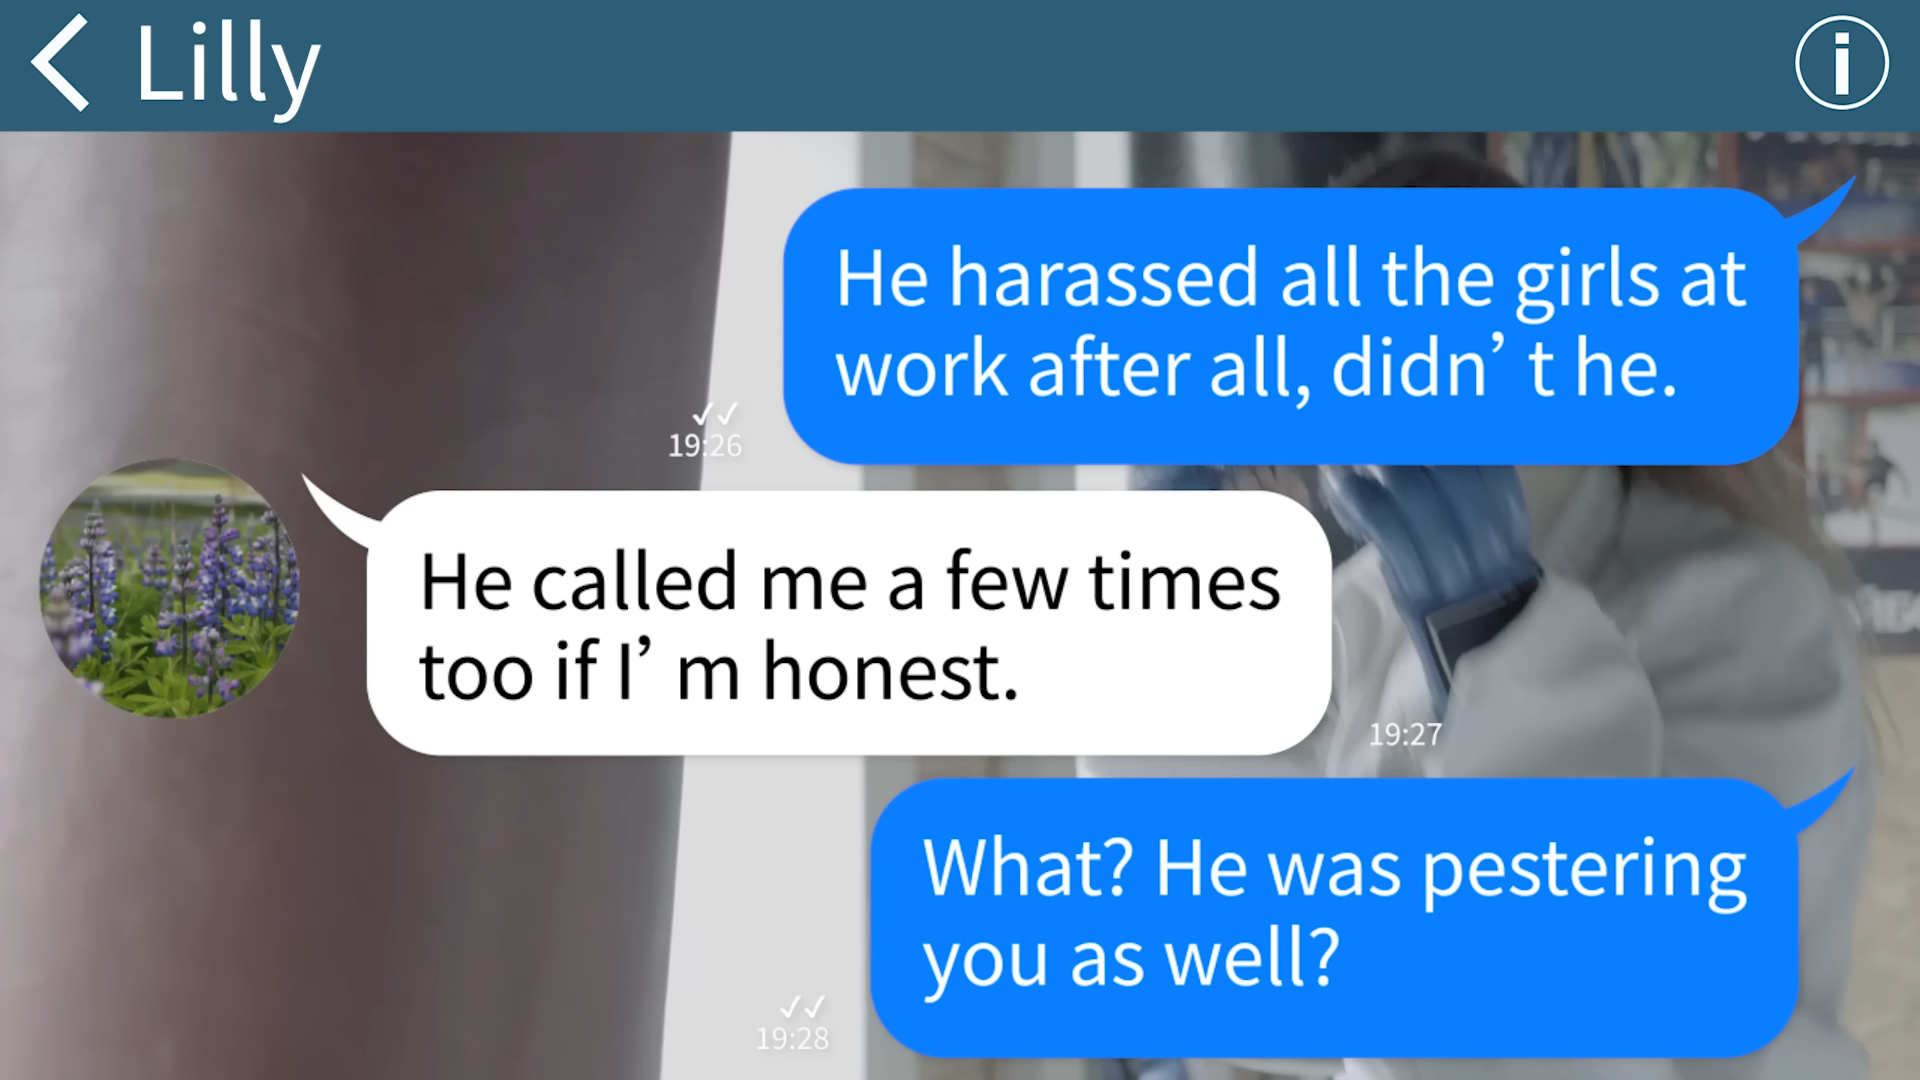 Lilly
i
He harassed all the girls at
work after all, didn’t he.
19:26
He called me a few times
too if I’m honest.
19:27
What? He was pestering
you as well?
19:28